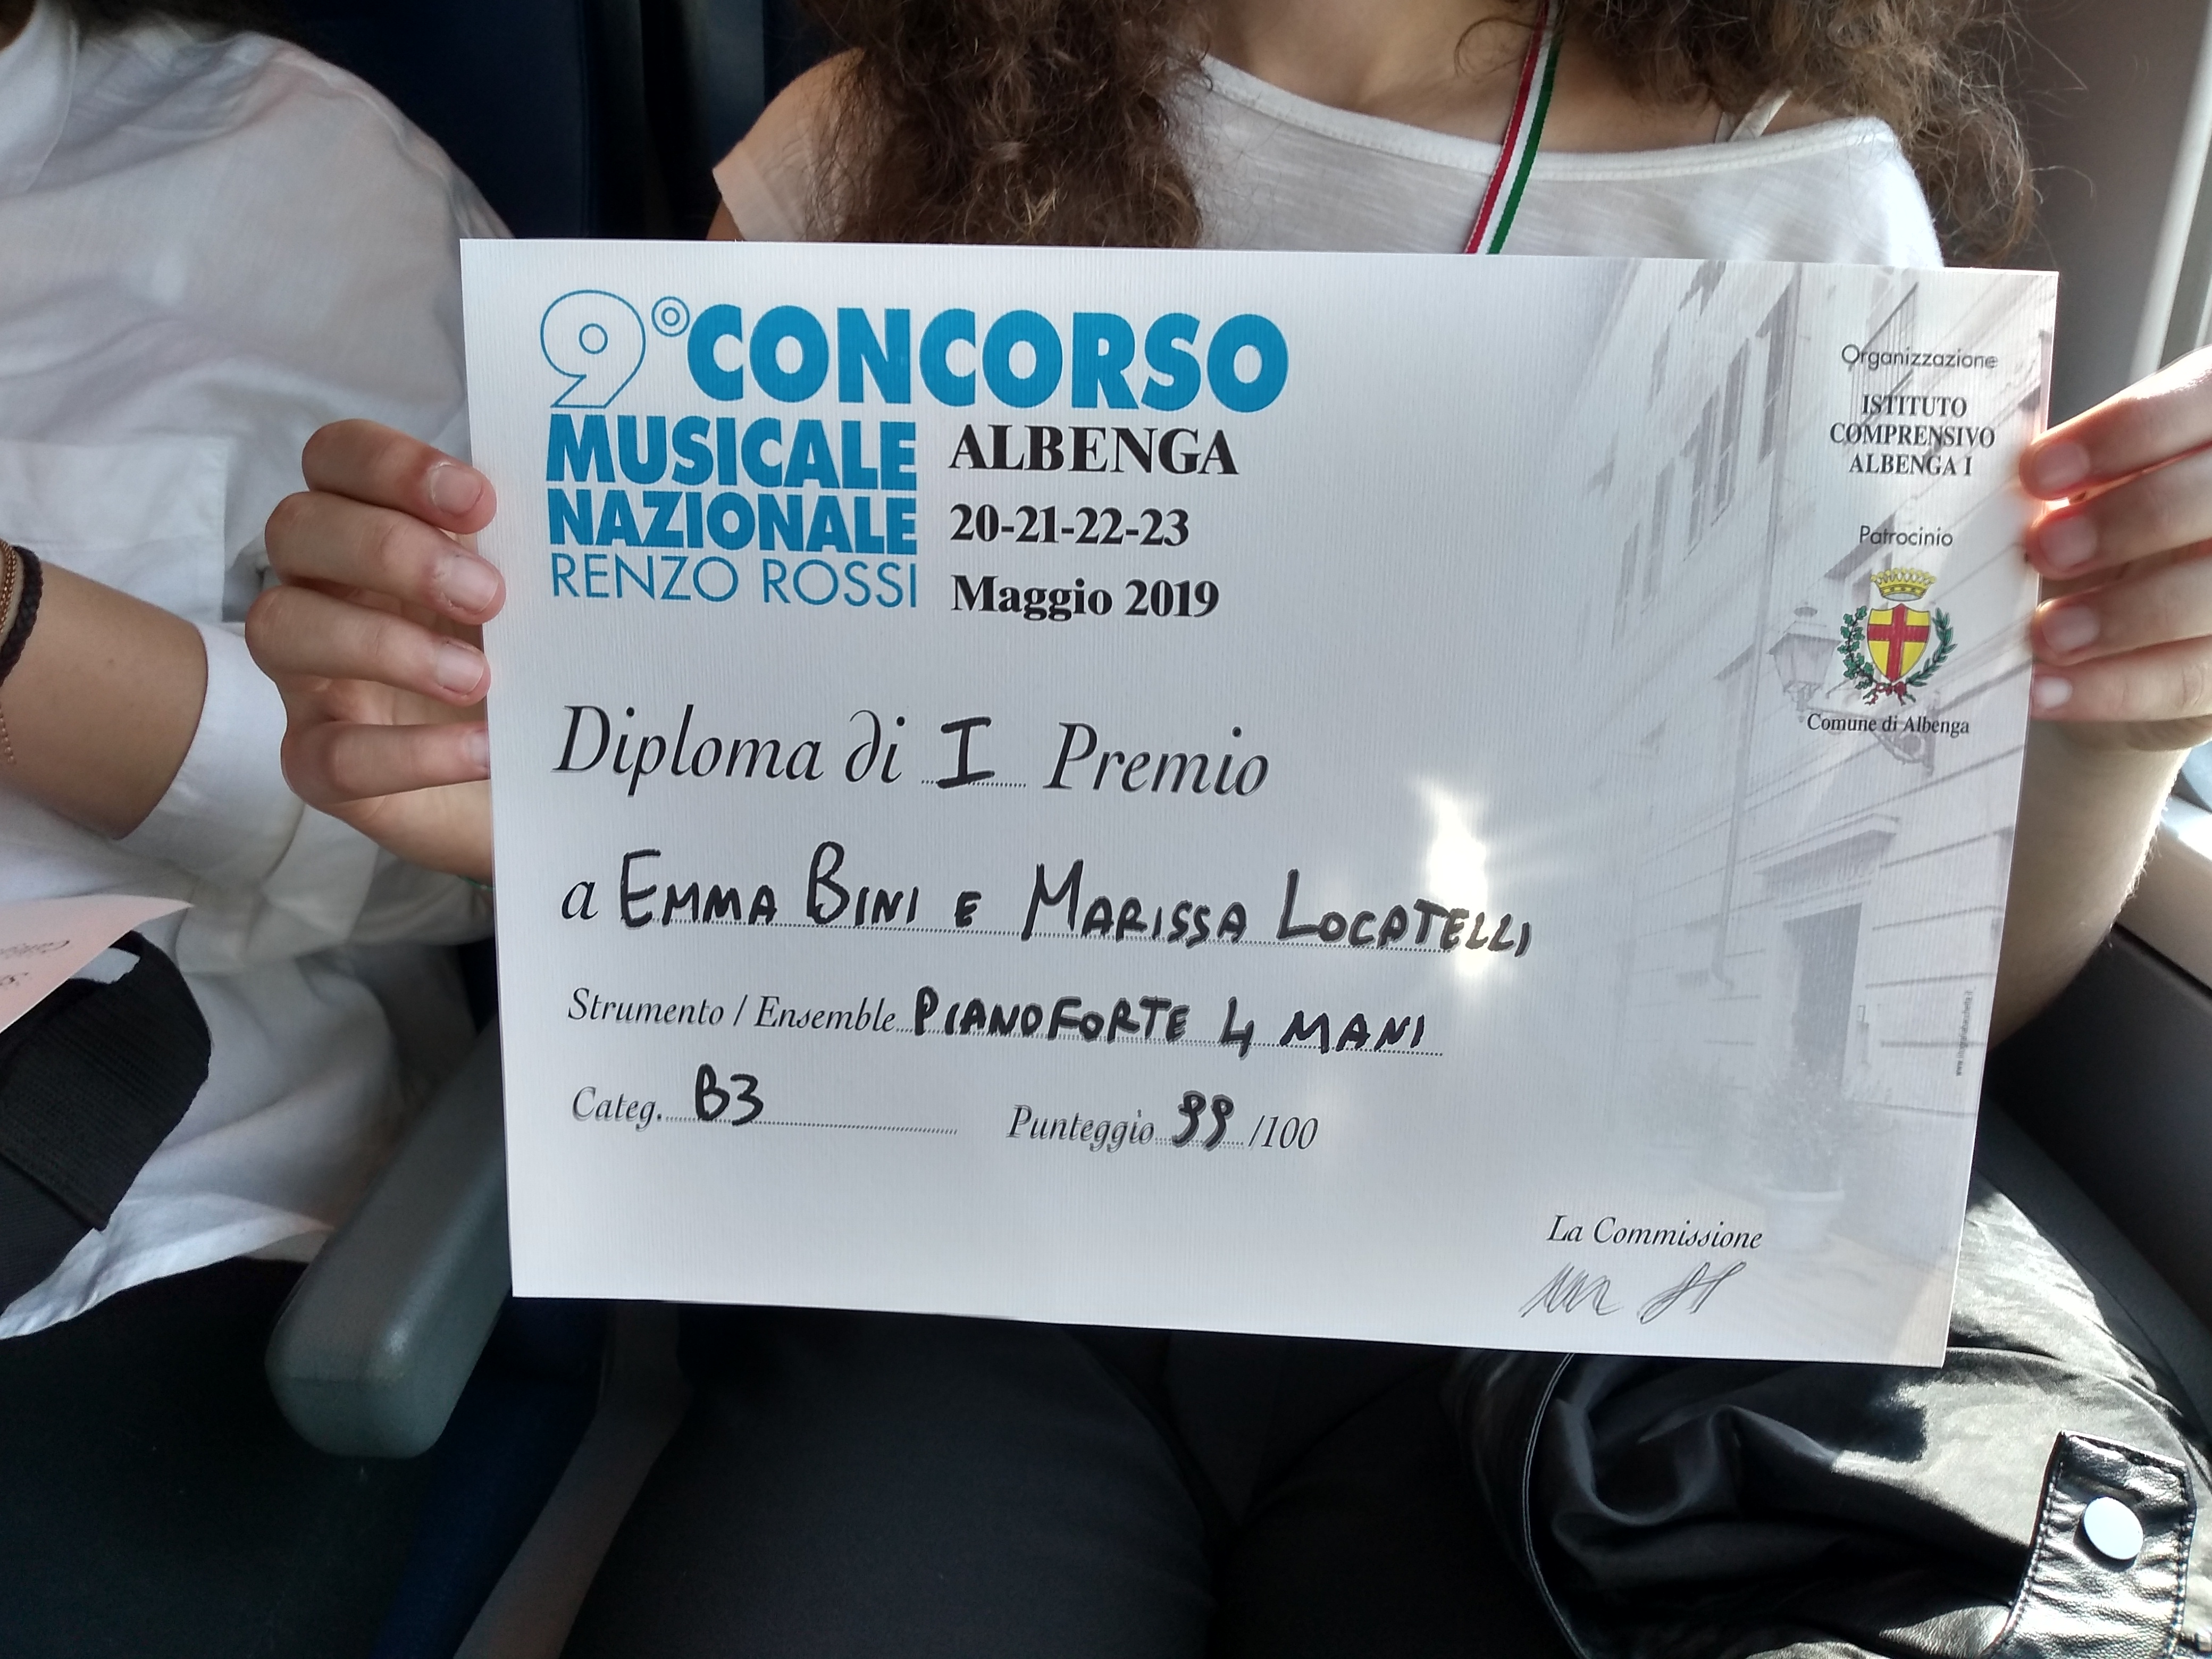 9° CONCORSO
MUSICALE
NAZIONALE
RENZO ROSSI
ALBENGA
20-21-22-23
Maggio 2019
Organizzazione
ISTITUTO
COMPRENSIVO
ALBENGA I
Patrocinio
Comune di Albenga
Diploma di I Premio
a EMMA BINI E MARISSA LOCATELLI
Strumento / Ensemble PIANOFORTE 4 MANI
Categ. B3 Punteggio 99 /100
La Commissione